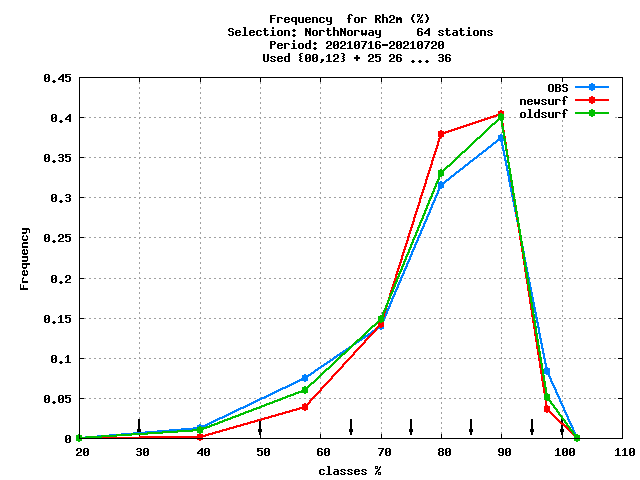 Frequency  for Rh2m (%)
Selection: NorthNorway     64 stations
Period: 20210716-20210720
Used {00,12} + 25 26 ... 36
0.45
0.4
0.35
0.3
0.25
0.2
0.15
0.1
0.05
0
Frequency
OBS
newsurf
oldsurf
20 30 40 50 60 70 80 90 100 110
classes %